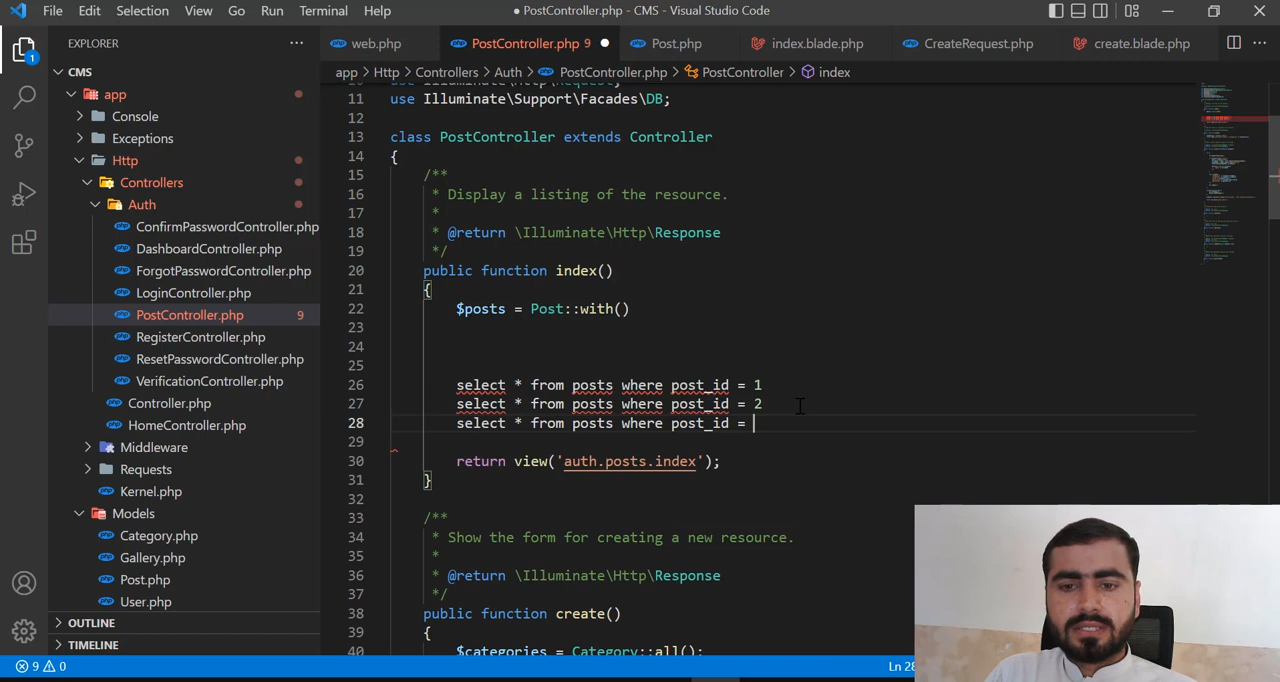 File Edit Selection View Go Run Terminal Help
● PostController.php - CMS - Visual Studio Code
EXPLORER
web.php
PostController.php 9
Post.php
index.blade.php
CreateRequest.php
create.blade.php
1
CMS
app
Console
Exceptions
Http
Controllers
Auth
ConfirmPasswordController.php
DashboardController.php
ForgotPasswordController.php
LoginController.php
PostController.php 9
RegisterController.php
ResetPasswordController.php
VerificationController.php
Controller.php
HomeController.php
Middleware
Requests
Kernel.php
Models
Category.php
Gallery.php
Post.php
User.php
OUTLINE
TIMELINE
app > Http > Controllers > Auth > PostController.php > PostController > index
10 use Illuminate\Http\Request;
11 use Illuminate\Support\Facades\DB;
12
13 class PostController extends Controller
14 {
15 /**
16 * Display a listing of the resource.
17 *
18 * @return \Illuminate\Http\Response
19 */
20 public function index()
21 {
22 $posts = Post::with()
23
24
25
26 select * from posts where post_id = 1
27 select * from posts where post_id = 2
28 select * from posts where post_id =
29
30 return view('auth.posts.index');
31 }
32
33 /**
34 * Show the form for creating a new resource.
35 *
36 * @return \Illuminate\Http\Response
37 */
38 public function create()
39 {
40 $categories = Category::all();
9 0
Ln 28